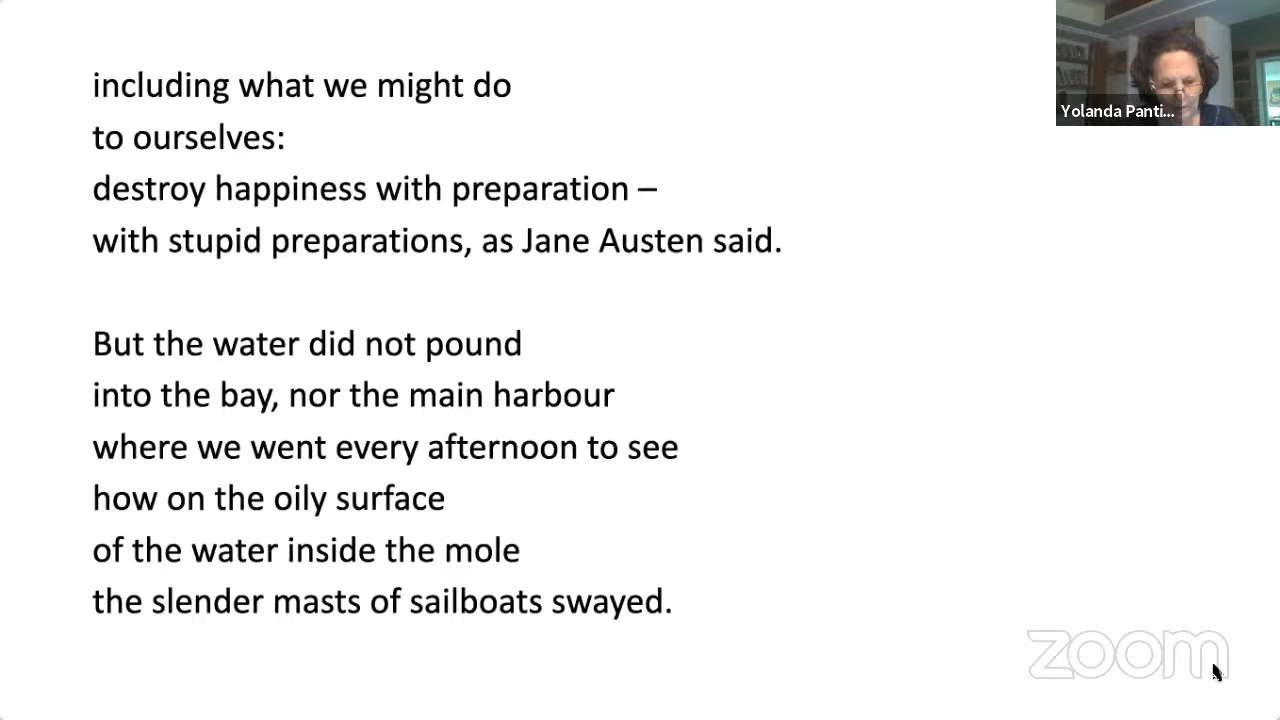 including what we might do
to ourselves:
destroy happiness with preparation –
with stupid preparations, as Jane Austen said.
But the water did not pound
into the bay, nor the main harbour
where we went every afternoon to see
how on the oily surface
of the water inside the mole
the slender masts of sailboats swayed.
Yolanda Panti...
zoom